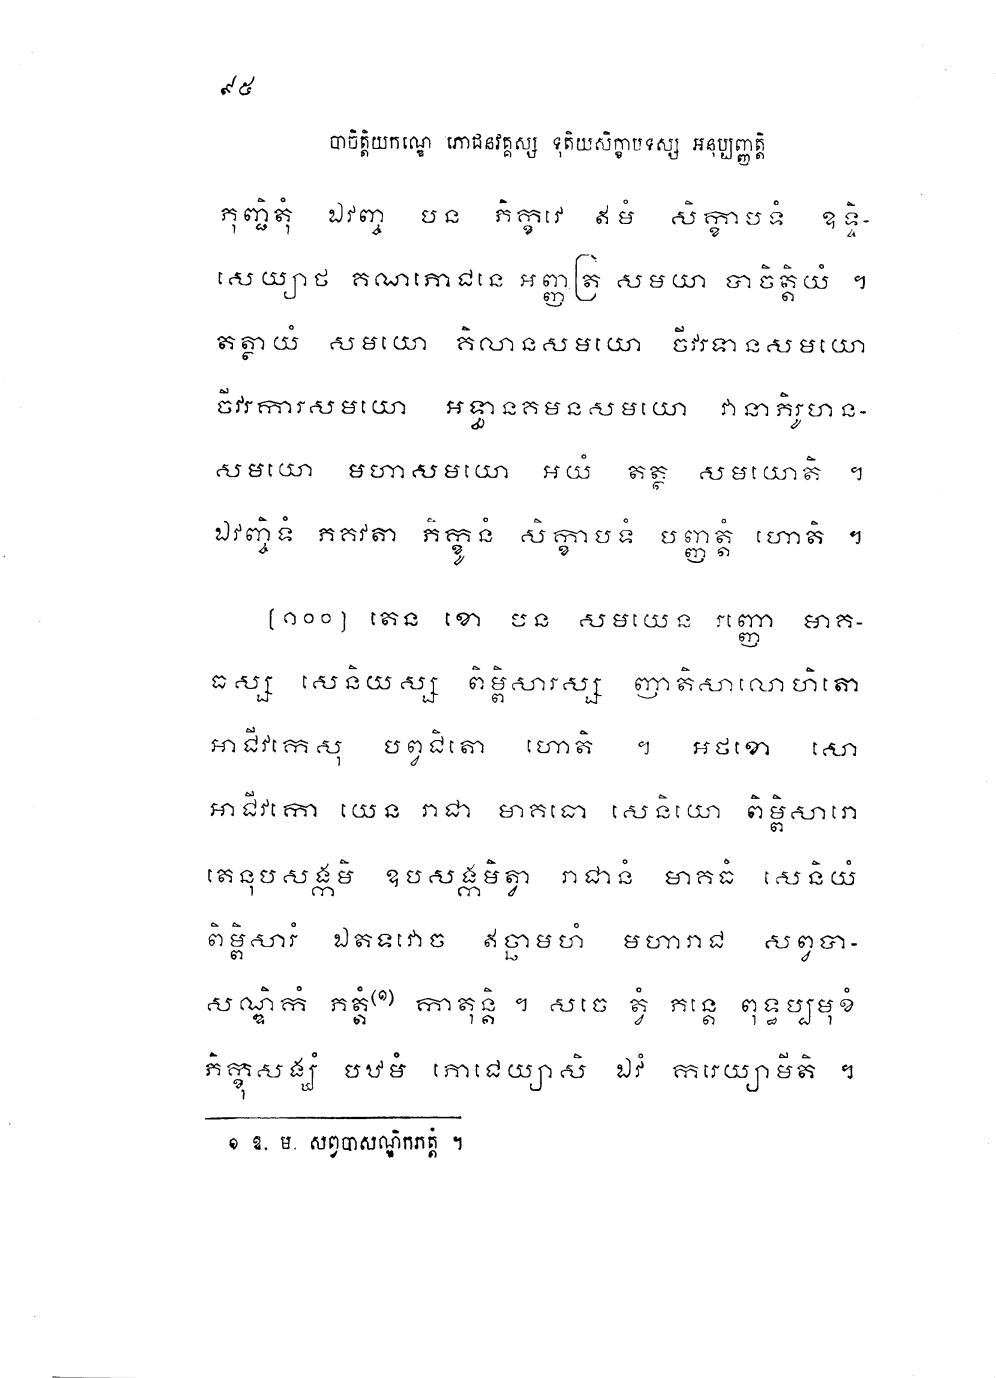 ៩៥
បាចិត្តិយកណ្ឌេ ភោជនវគ្គស្ស ទុតិយសិក្ខាបទស្ស អនុប្បញ្ញត្តិ
ភុញ្ជិតុំ ឯវញ្ច បន ភិក្ខវេ ឥមំ សិក្ខាបទំ ឧទ្ទិ-
សេយ្យាថ គណភោជនេ អញ្ញត្រ សមយា បាចិត្តិយំ ។
តត្ថាយំ សមយោ គិលានសមយោ ចីវរទានសមយោ
ចីវរការសមយោ អទ្ធានគមនសមយោ នាវាភិរូហន-
សមយោ មហាសមយោ អយំ តត្ថ សមយោតិ ។
ឯវញ្ចិទំ ភគវតា ភិក្ខូនំ សិក្ខាបទំ បញ្ញត្តំ ហោតិ ។
[១០០] តេន ខោ បន សមយេន រញ្ញោ មាគ-
ធស្ស សេនិយស្ស ពិម្ពិសារស្ស ញាតិសាលោហិតោ
អាជីវកេសុ បព្វជិតោ ហោតិ ។ អថខោ សោ
អាជីវកោ យេន រាជា មាគធោ សេនិយោ ពិម្ពិសារោ
តេនុបសង្កមិ ឧបសង្កមិត្វា រាជានំ មាគធំ សេនិយំ
ពិម្ពិសារំ ឯតទវោច ឥច្ឆាមហំ មហារាជ សព្វបា-
សណ្ឌិកំ ភត្តំ(១) កាតុន្តិ ។ សចេ ត្វំ ភន្តេ ពុទ្ធប្បមុខំ
ភិក្ខុសង្ឃំ បឋមំ ភោជេយ្យាសិ ឯវំ ករេយ្យាមីតិ ។
១ ឱ. ម. សព្វបាសណ្ឌិកភត្តំ ។